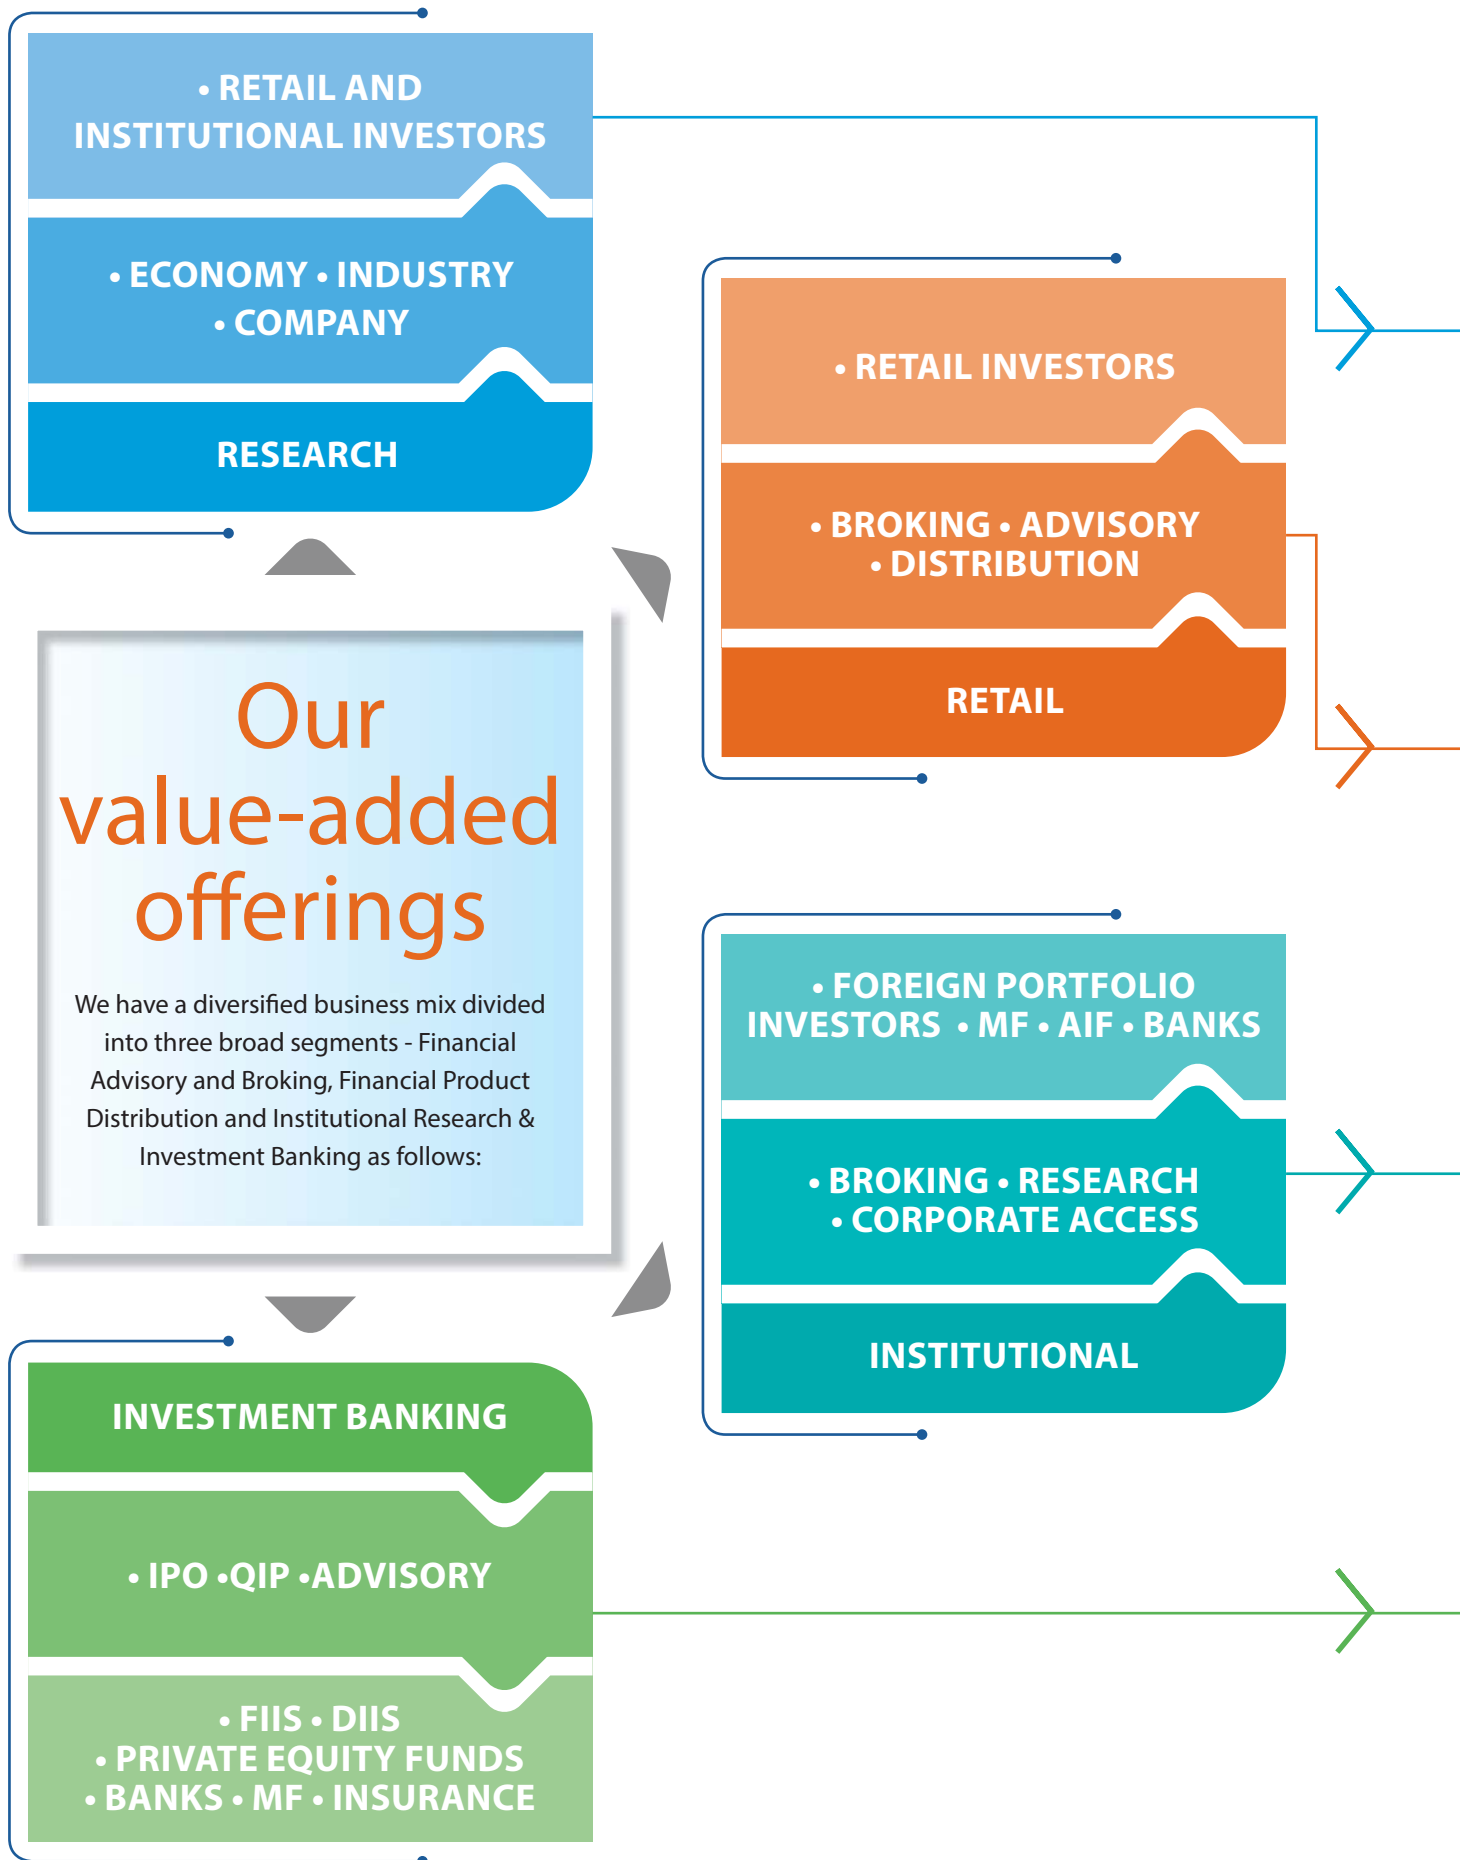 • RETAIL AND
INSTITUTIONAL INVESTORS
• ECONOMY • INDUSTRY
• COMPANY
RESEARCH
• RETAIL INVESTORS
• BROKING • ADVISORY
• DISTRIBUTION
RETAIL
Our
value-added
offerings
We have a diversified business mix divided
into three broad segments - Financial
Advisory and Broking, Financial Product
Distribution and Institutional Research &
Investment Banking as follows:
• FOREIGN PORTFOLIO
INVESTORS • MF • AIF • BANKS
• BROKING • RESEARCH
• CORPORATE ACCESS
INSTITUTIONAL
INVESTMENT BANKING
• IPO •QIP •ADVISORY
• FIIS • DIIS
• PRIVATE EQUITY FUNDS
• BANKS • MF • INSURANCE